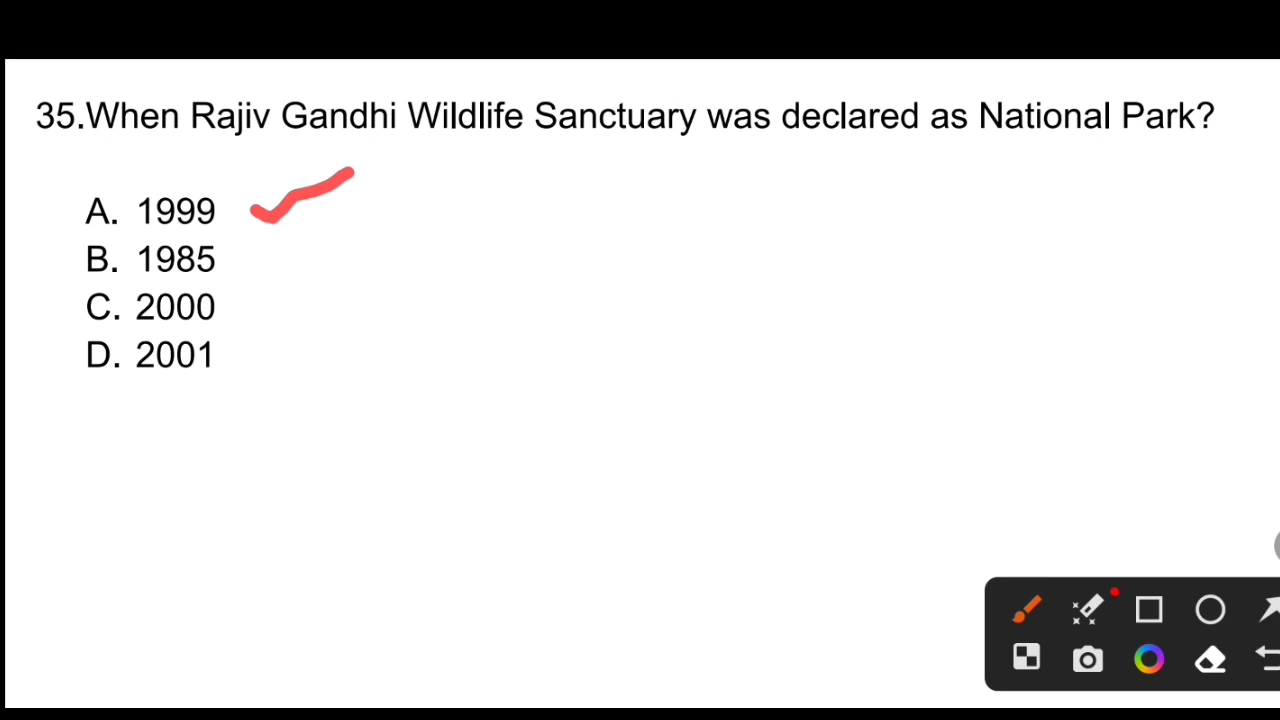 35.When Rajiv Gandhi Wildlife Sanctuary was declared as National Park?
A. 1999
B. 1985
C. 2000
D. 2001